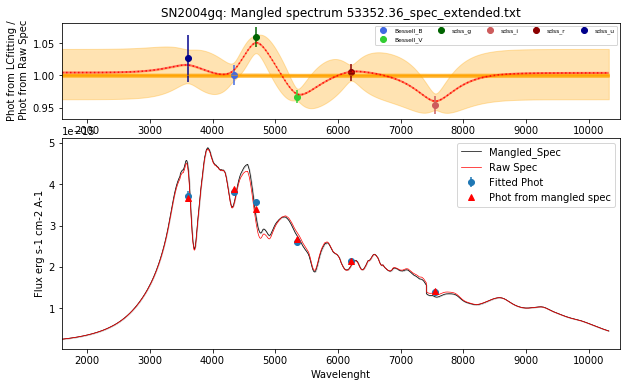 SN2004gq: Mangled spectrum 53352.36_spec_extended.txt
Phot from LCfitting /
Phot from Raw Spec
1.05
1.00
0.95
Bessell_B
Bessell_V
sdss_g
sdss_i
sdss_r
sdss_u
2000 3000 4000 5000 6000 7000 8000 9000 10000
1e−15
5
4
3
2
1
Flux erg s-1 cm-2 A-1
Mangled_Spec
Raw Spec
Fitted Phot
Phot from mangled spec
2000 3000 4000 5000 6000 7000 8000 9000 10000
Wavelenght